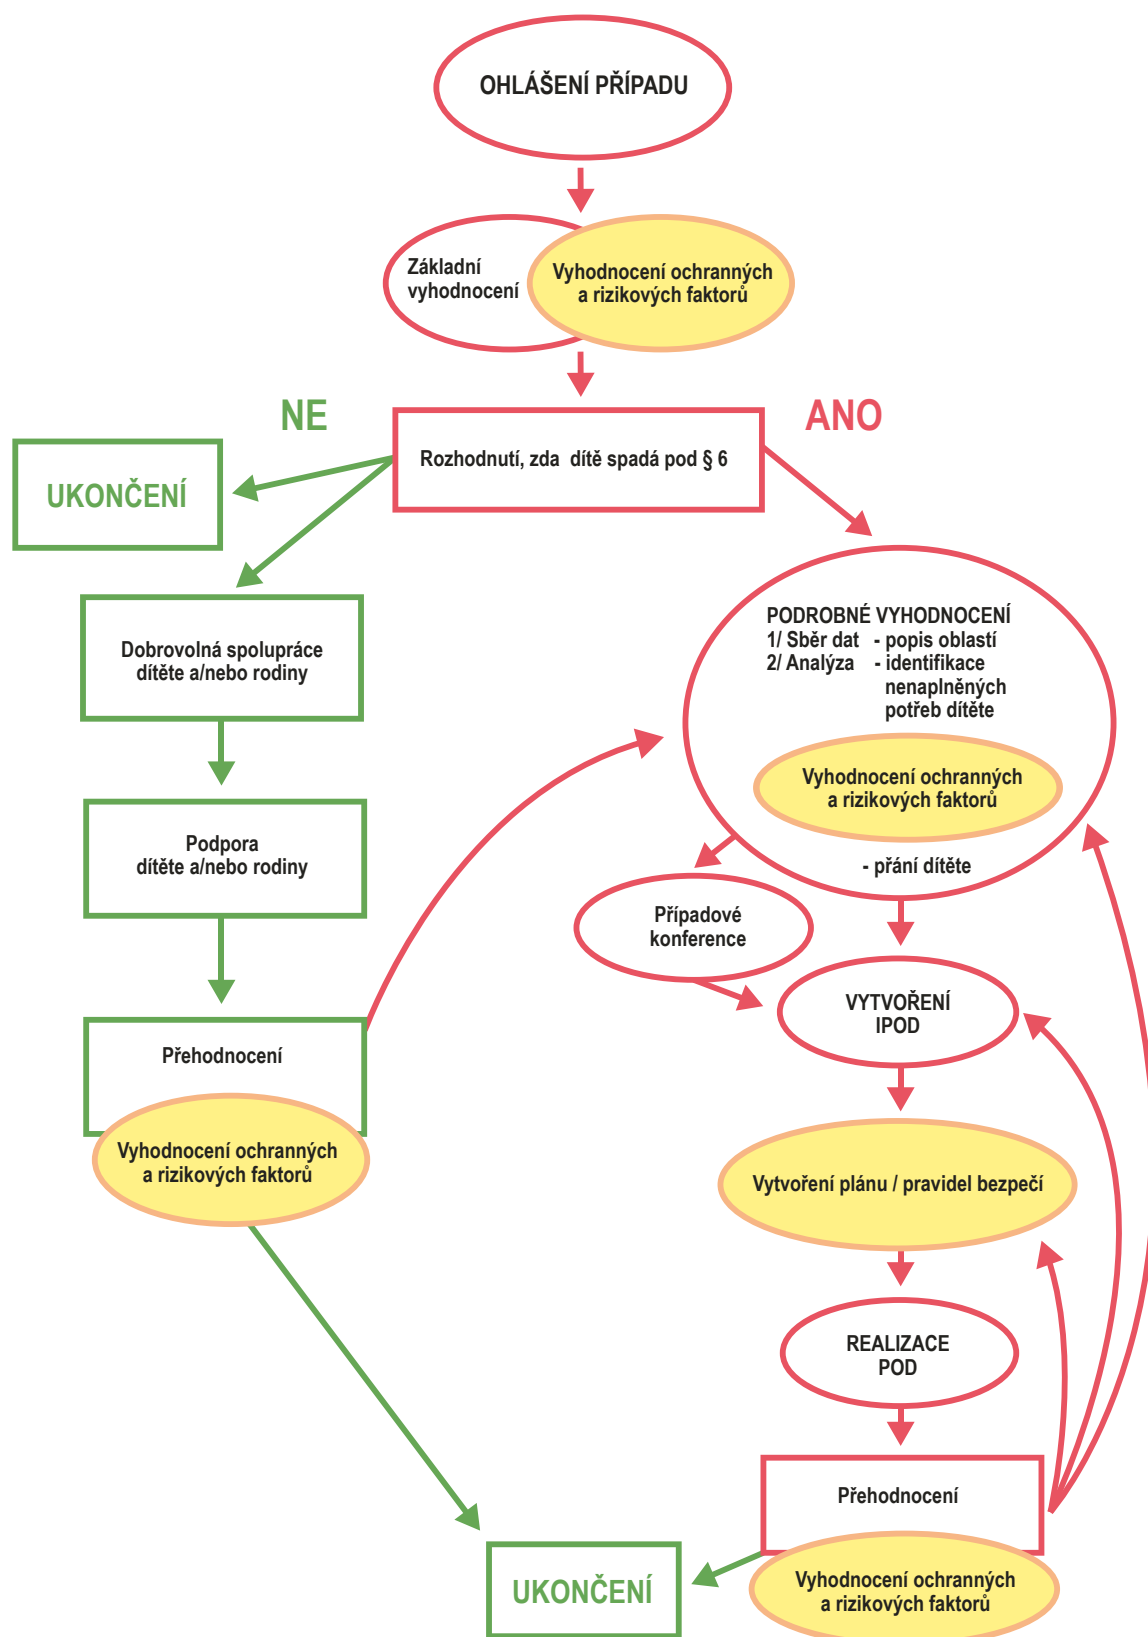 OHLÁŠENÍ PŘÍPADU
Základní
vyhodnocení
Vyhodnocení ochranných
a rizikových faktorů
NE
ANO
Rozhodnutí, zda dítě spadá pod § 6
UKONČENÍ
Dobrovolná spolupráce
dítěte a/nebo rodiny
Podpora
dítěte a/nebo rodiny
Přehodnocení
Vyhodnocení ochranných
a rizikových faktorů
PODROBNÉ VYHODNOCENÍ
1/ Sběr dat - popis oblastí
2/ Analýza - identifikace
nenaplněných
potřeb dítěte
Vyhodnocení ochranných
a rizikových faktorů
- přání dítěte
Případové
konference
VYTVOŘENÍ
IPOD
Vytvoření plánu / pravidel bezpečí
REALIZACE
POD
Přehodnocení
Vyhodnocení ochranných
a rizikových faktorů
UKONČENÍ